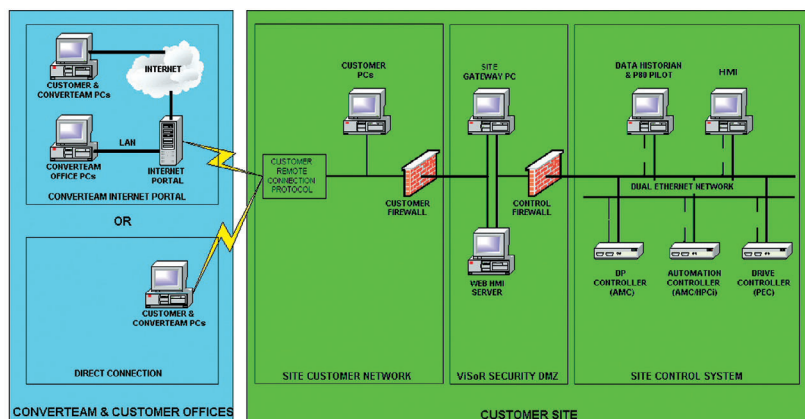 INTERNET
CUSTOMER &
CONVERTEAM PCs
LAN
CONVERTEAM
OFFICE PCs
INTERNET
PORTAL
CONVERTEAM INTERNET PORTAL
OR
CUSTOMER
& CONVERTEAM PCs
DIRECT CONNECTION
CONVERTEAM & CUSTOMER OFFICES
CUSTOMER
PCs
CUSTOMER
REMOTE
CONNECTION
PROTOCOL
CUSTOMER
FIREWALL
SITE CUSTOMER NETWORK
SITE
GATEWAY PC
WEB HMI
SERVER
CONTROL
FIREWALL
ViSoR SECURITY DMZ
DATA HISTORIAN
& P80 PILOT
HMI
DUAL ETHERNET NETWORK
DP
CONTROLLER
(AMC)
AUTOMATION
CONTROLLER
(AMC/HPCi)
DRIVE
CONTROLLER
(PEC)
SITE CONTROL SYSTEM
CUSTOMER SITE